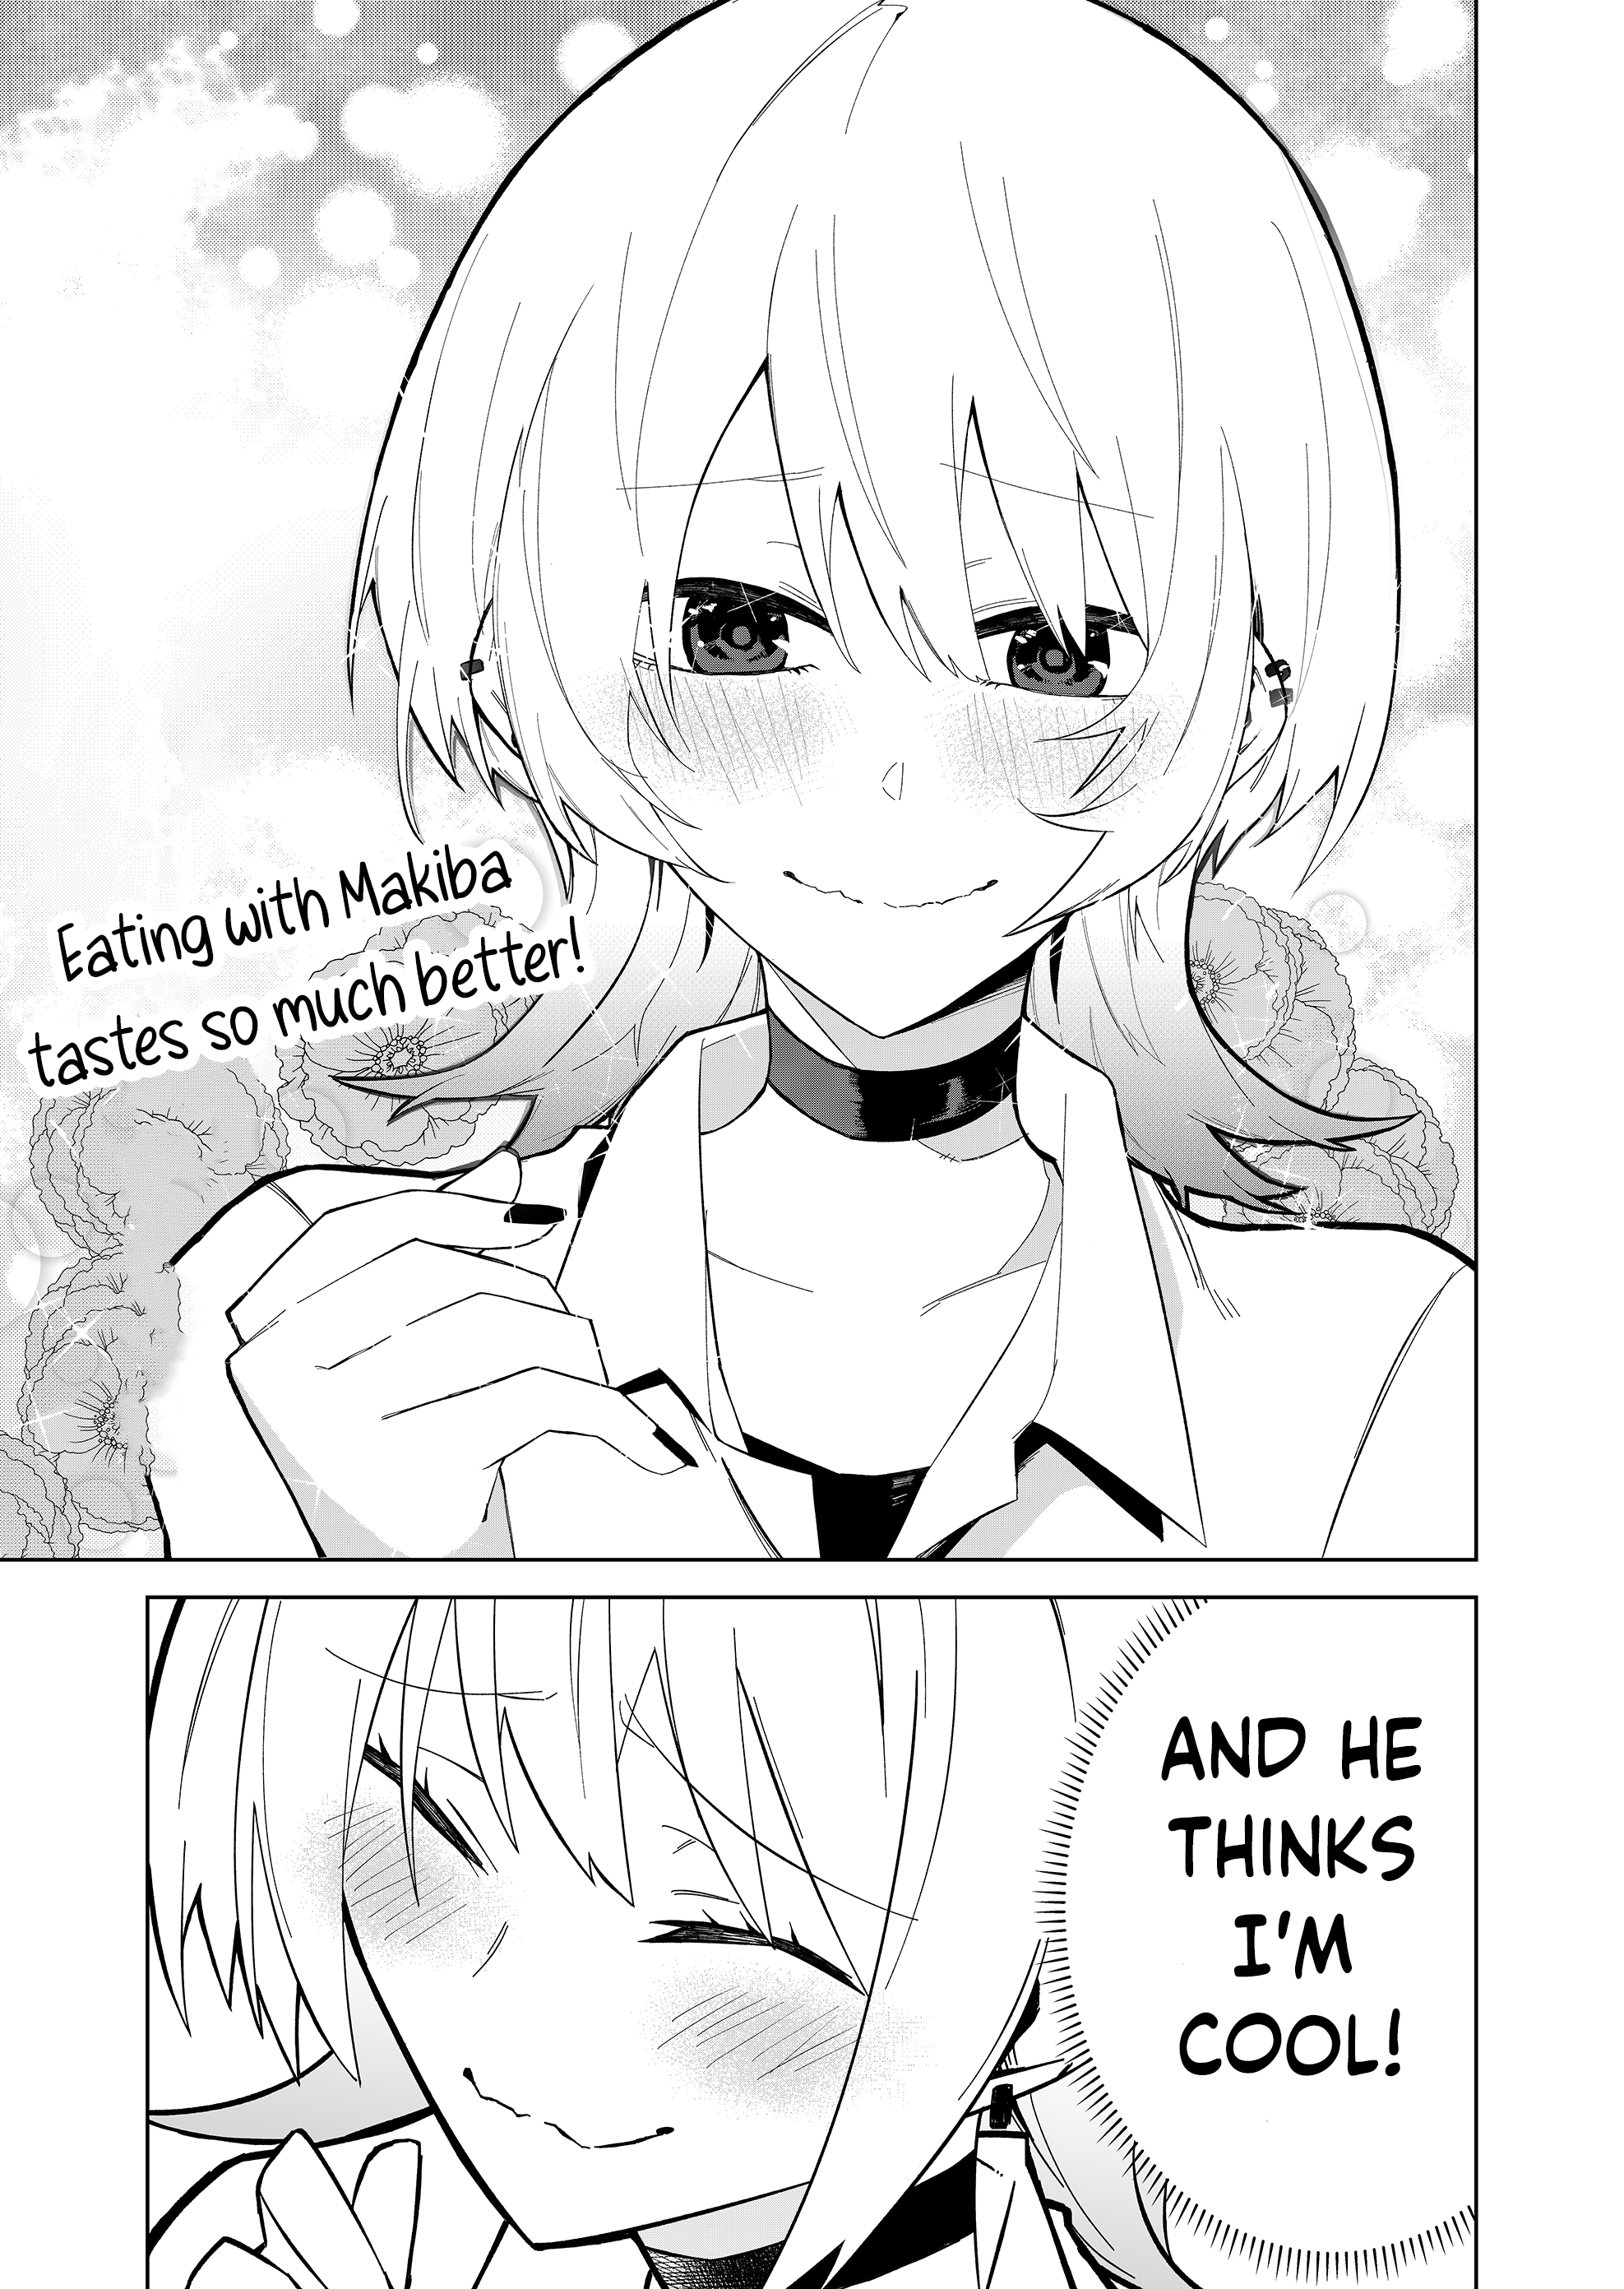 Eating with Makiba
tastes so much better!
AND HE
THINKS
I'M
COOL!